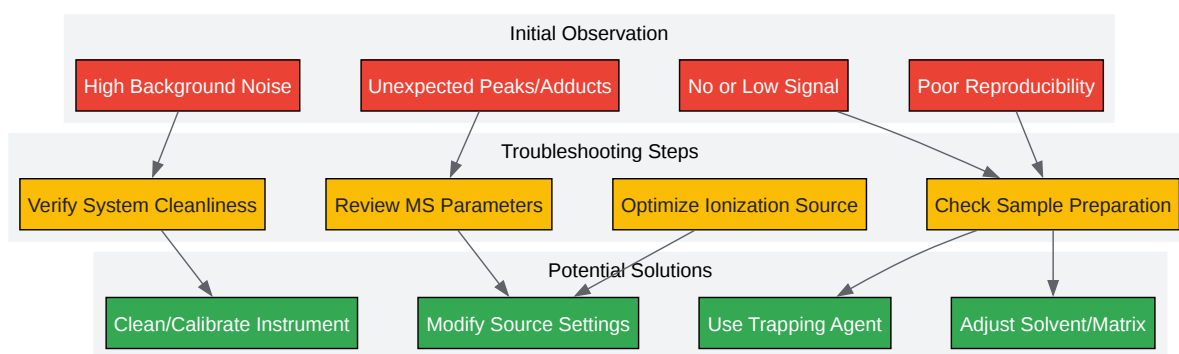 Initial Observation
High Background Noise
Unexpected Peaks/Adducts
No or Low Signal
Poor Reproducibility
Troubleshooting Steps
Verify System Cleanliness
Review MS Parameters
Optimize Ionization Source
Check Sample Preparation
Potential Solutions
Clean/Calibrate Instrument
Modify Source Settings
Use Trapping Agent
Adjust Solvent/Matrix